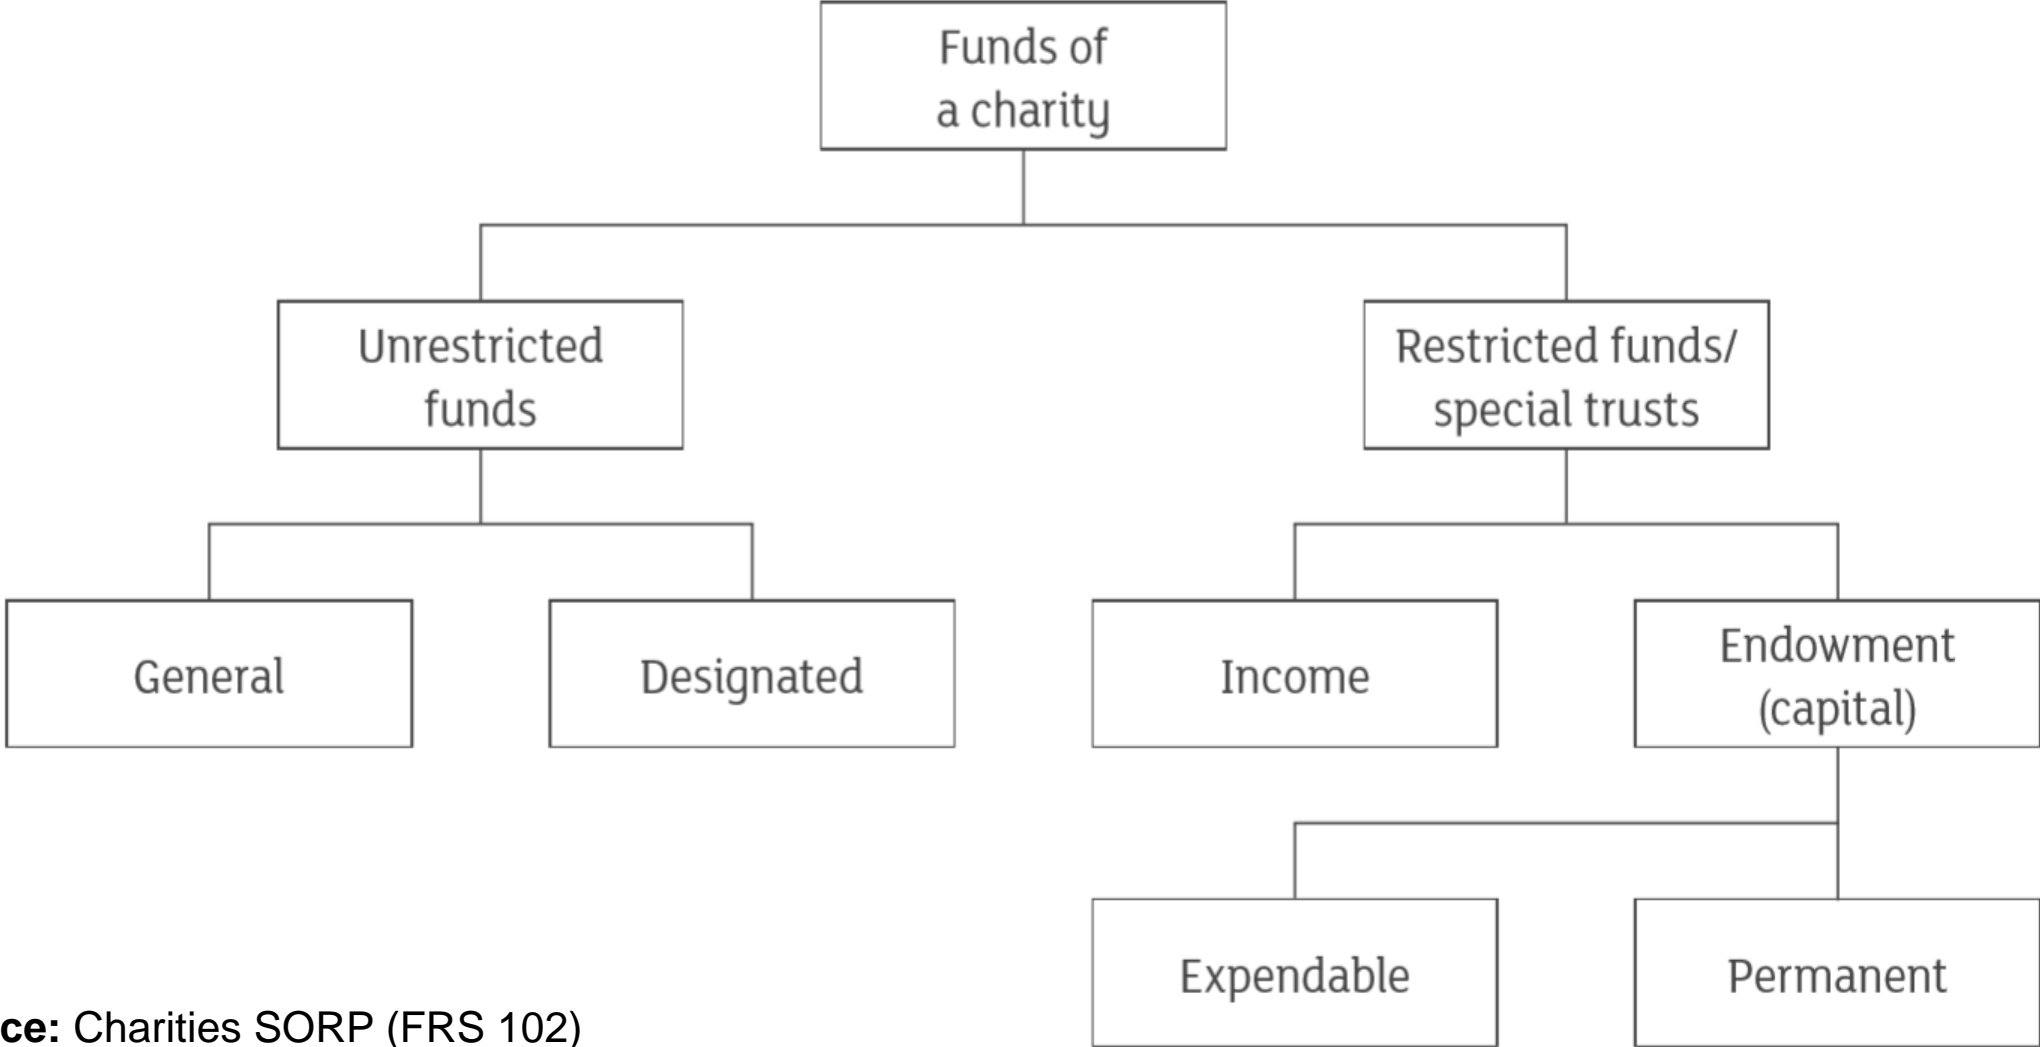 Funds of
a charity
Unrestricted
funds
Restricted funds/
special trusts
General
Designated
Income
Endowment
(capital)
Expendable
Permanent
ce: Charities SORP (FRS 102)